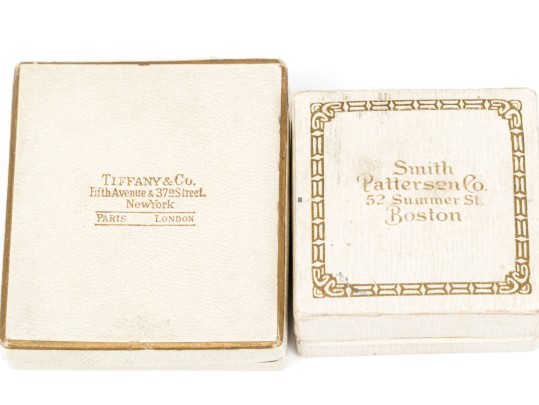 TIFFANY & CO.
Fifth Avenue & 37th Street.
New York
PARIS LONDON
Smith
Patterson Co.
52 Summer St.
Boston